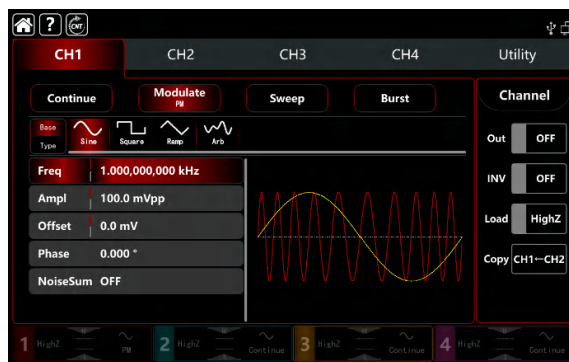 ? CNT
CH1 CH2 CH3 CH4 Utility
Continue Modulate Sweep Burst Channel
PM
Base
Type Sine Square Ramp Arb
Out OFF
Freq 1.000,000,000 kHz
INV OFF
Ampl 100.0 mVpp
Offset 0.0 mV
Load HighZ
Phase 0.000 °
Copy CH1←CH2
NoiseSum OFF
1 HighZ PM 2 HighZ Continue 3 HighZ Continue 4 HighZ Continue